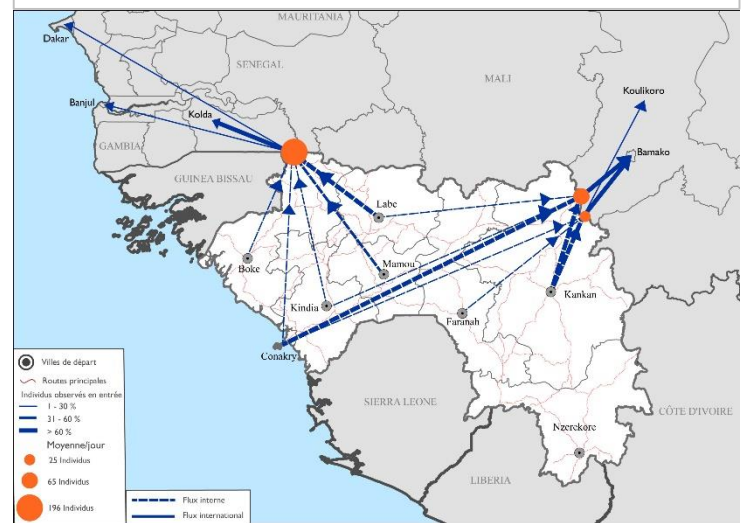 MAURITANIA
Dakar
SENEGAL
MALI
Koulikoro
Banjul
Kolda
Bamako
GAMBIA
GUINEA BISSAU
Labe
Boke
Mamou
Kindia
Faranah
Kankan
Conakry
SIERRA LEONE
CÔTE D'IVOIRE
Nzerekore
LIBERIA
Villes de départ
Routes principales
Individus observés en entrée
1 - 30 %
31 - 60 %
> 60 %
Moyenne/jour
25 Individus
65 Individus
196 Individus
Flux interne
Flux international